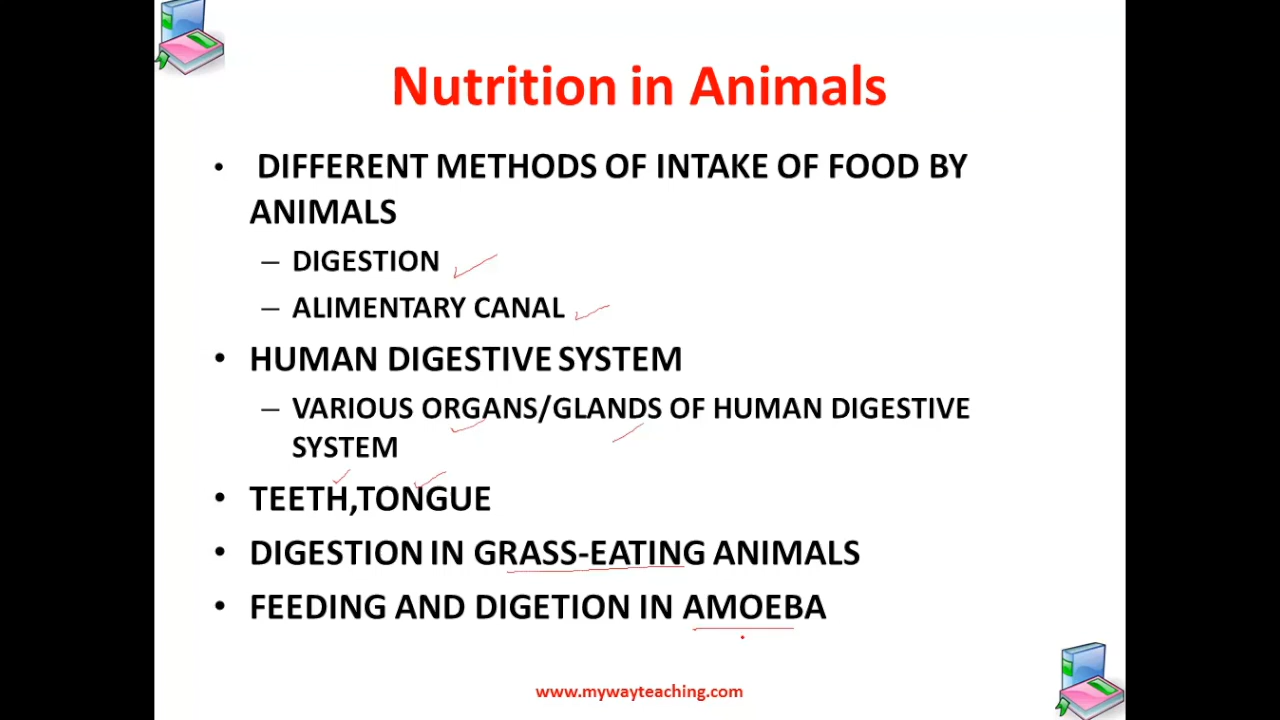 Nutrition in Animals
• DIFFERENT METHODS OF INTAKE OF FOOD BY
ANIMALS
– DIGESTION
– ALIMENTARY CANAL
• HUMAN DIGESTIVE SYSTEM
– VARIOUS ORGANS/GLANDS OF HUMAN DIGESTIVE
SYSTEM
• TEETH,TONGUE
• DIGESTION IN GRASS-EATING ANIMALS
• FEEDING AND DIGETION IN AMOEBA
www.mywayteaching.com